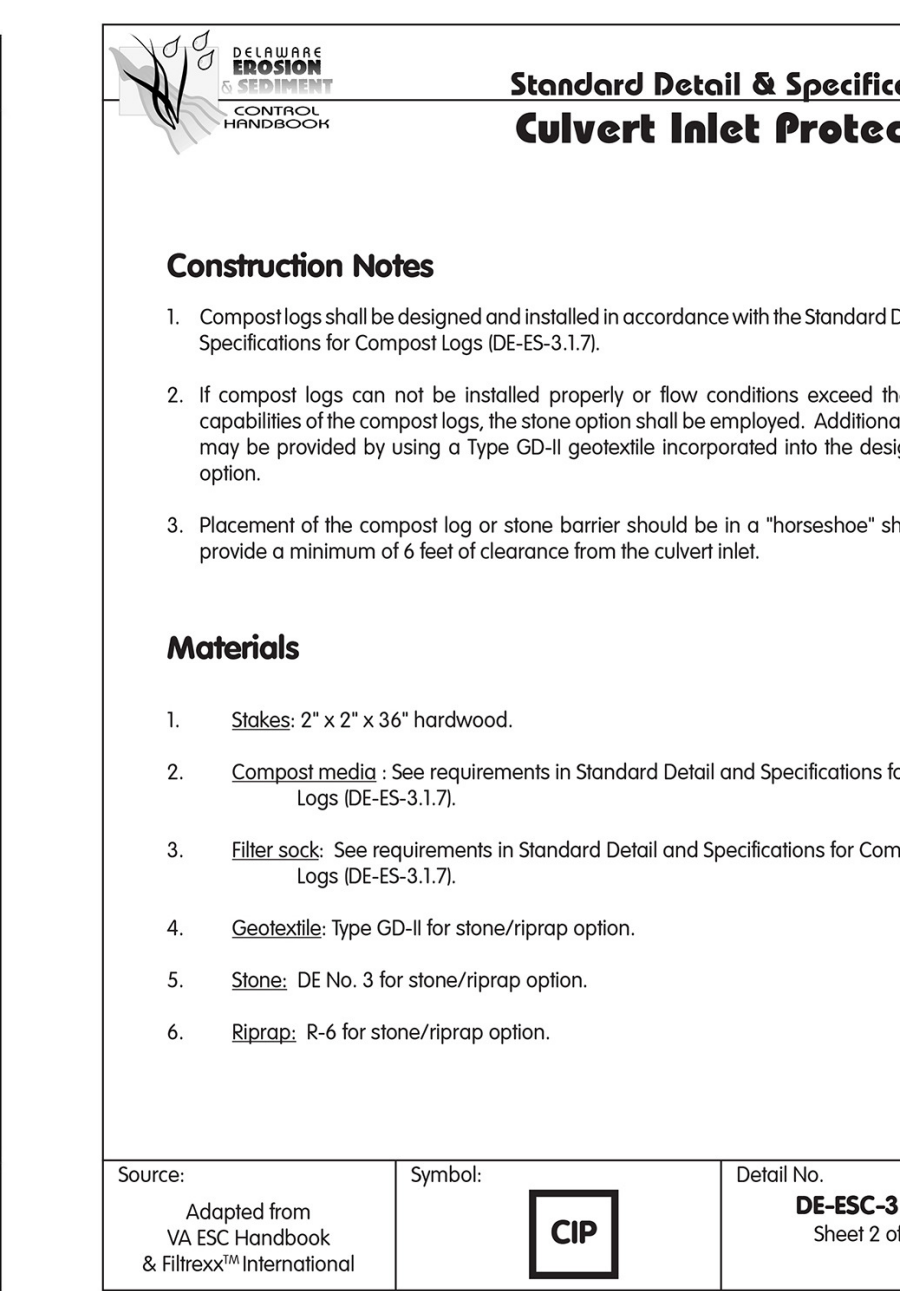 DELAWARE
EROSION
& SEDIMENT
CONTROL
HANDBOOK
Standard Detail &
Culvert Inlet
Construction Notes
1. Compost logs shall be designed and installed in accordance with the Standard
Specifications for Compost Logs (DE-ES-3.1.7).
2. If compost logs can not be installed properly or flow conditions exceed
capabilities of the compost logs, the stone option shall be employed. 
may be provided by using a Type GD-II geotextile incorporated into the
option.
3. Placement of the compost log or stone barrier should be in a "horseshoe"
provide a minimum of 6 feet of clearance from the culvert inlet.
Materials
1. Stakes: 2" x 2" x 36" hardwood.
2. Compost media : See requirements in Standard Detail and Specifications
Logs (DE-ES-3.1.7).
3. Filter sock: See requirements in Standard Detail and Specifications for
Logs (DE-ES-3.1.7).
4. Geotextile: Type GD-II for stone/riprap option.
5. Stone: DE No. 3 for stone/riprap option.
6. Riprap: R-6 for stone/riprap option.
Source:
Adapted from
VA ESC Handbook
& Filtrexx™ International
Symbol:
CIP
Detail No.
DE-ESC-3
Sheet 2